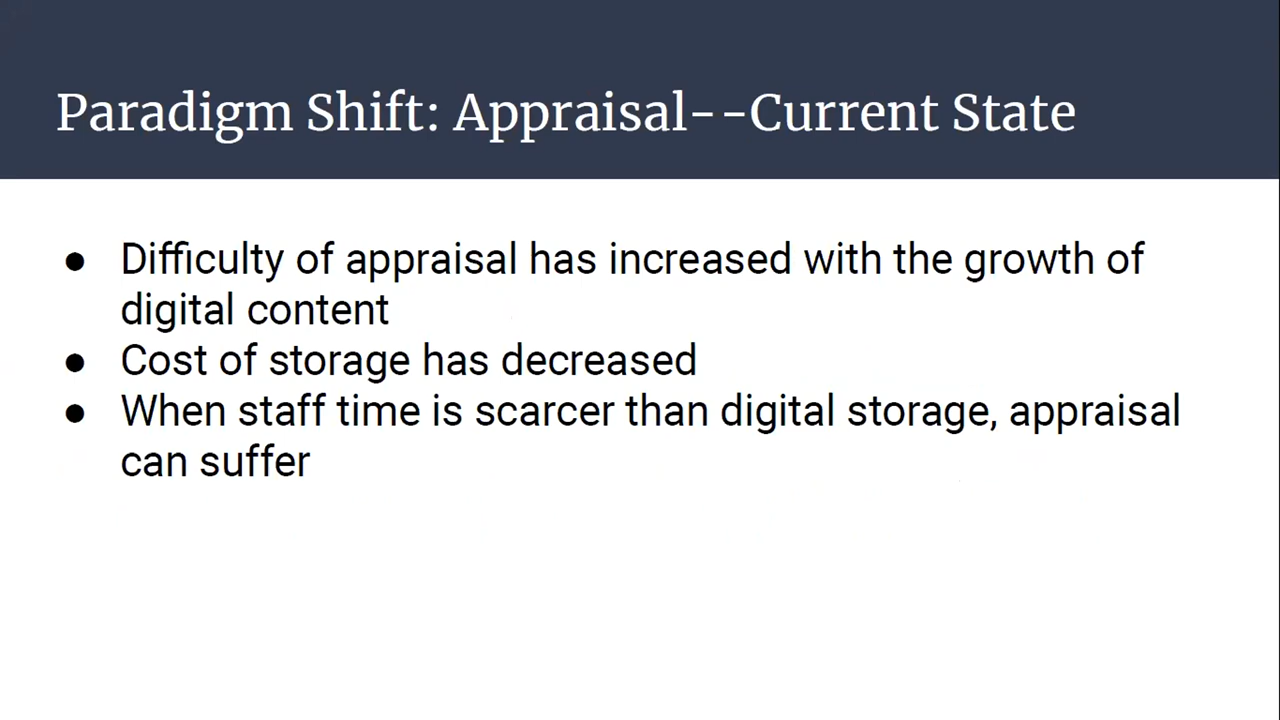 Paradigm Shift: Appraisal--Current State
● Difficulty of appraisal has increased with the growth of
digital content
● Cost of storage has decreased
● When staff time is scarcer than digital storage, appraisal
can suffer